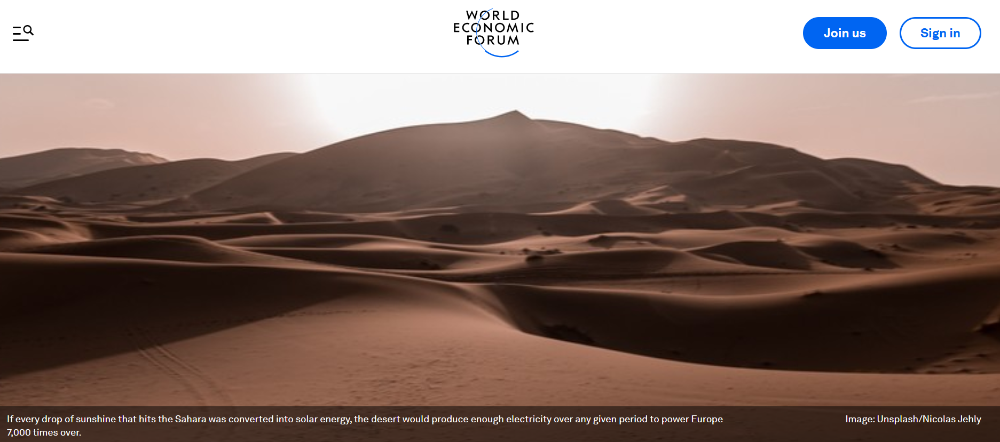 WORLD
ECONOMIC
FORUM
Join us
Sign in
If every drop of sunshine that hits the Sahara was converted into solar energy, the desert would produce enough electricity over any given period to power Europe
7,000 times over.
Image: Unsplash/Nicolas Jehly